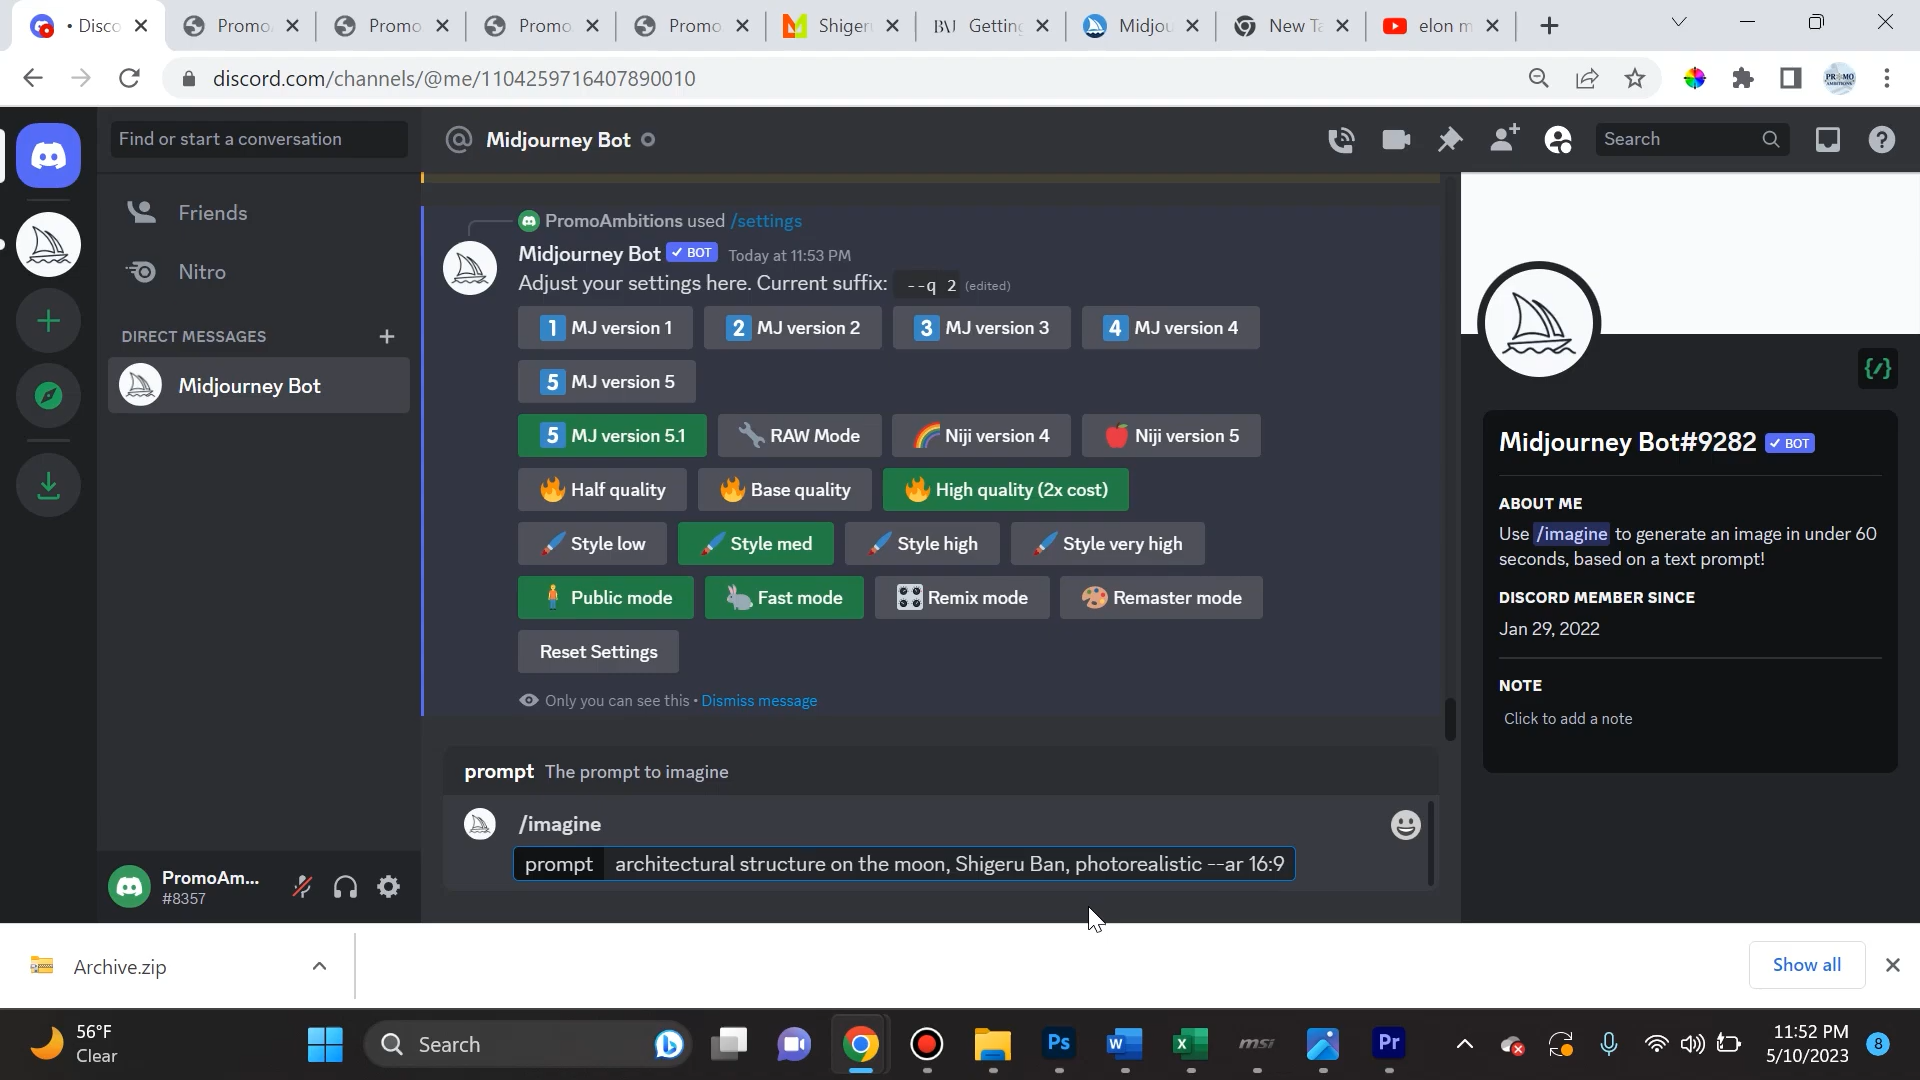 Disco
Promo
Promo
Promo
Promo
Shiger
BW Getting
Midjou
New Ta
elon m
discord.com/channels/@me/1104259716407890010
PROMO
AMBITIONS
Find or start a conversation
Midjourney Bot
Search
Friends
Nitro
DIRECT MESSAGES
Midjourney Bot
PromoAmbitions used /settings
Midjourney Bot ✓ BOT Today at 11:53 PM
Adjust your settings here. Current suffix: --q 2 (edited)
1 MJ version 1
2 MJ version 2
3 MJ version 3
4 MJ version 4
5 MJ version 5
5 MJ version 5.1
RAW Mode
Niji version 4
Niji version 5
Half quality
Base quality
High quality (2x cost)
Style low
Style med
Style high
Style very high
Public mode
Fast mode
Remix mode
Remaster mode
Reset Settings
Only you can see this • Dismiss message
prompt The prompt to imagine
/imagine
prompt architectural structure on the moon, Shigeru Ban, photorealistic --ar 16:9
Midjourney Bot#9282 ✓ BOT
ABOUT ME
Use /imagine to generate an image in under 60
seconds, based on a text prompt!
DISCORD MEMBER SINCE
Jan 29, 2022
NOTE
Click to add a note
PromoAm...
#8357
Archive.zip
Show all
56°F
Clear
Search
Ps
W
X
msi
Pr
11:52 PM
5/10/2023
8